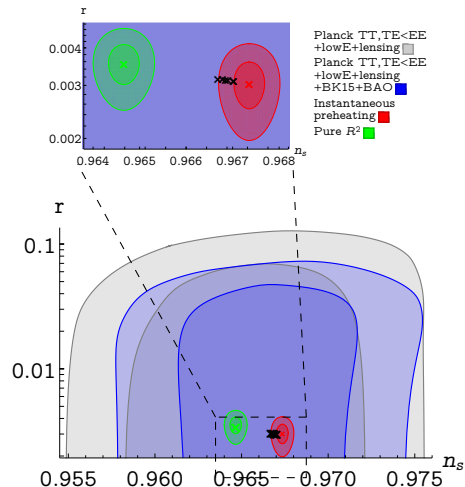 r
0.004
0.003
0.002
0.964 0.965 0.966 0.967 0.968
n_s
Planck TT,TE<EE
+lowE+lensing
Planck TT,TE<EE
+lowE+lensing
+BK15+BAO
Instantaneous
preheating
Pure R²
r
0.1
0.01
0.955 0.960 0.965 0.970 0.975
n_s